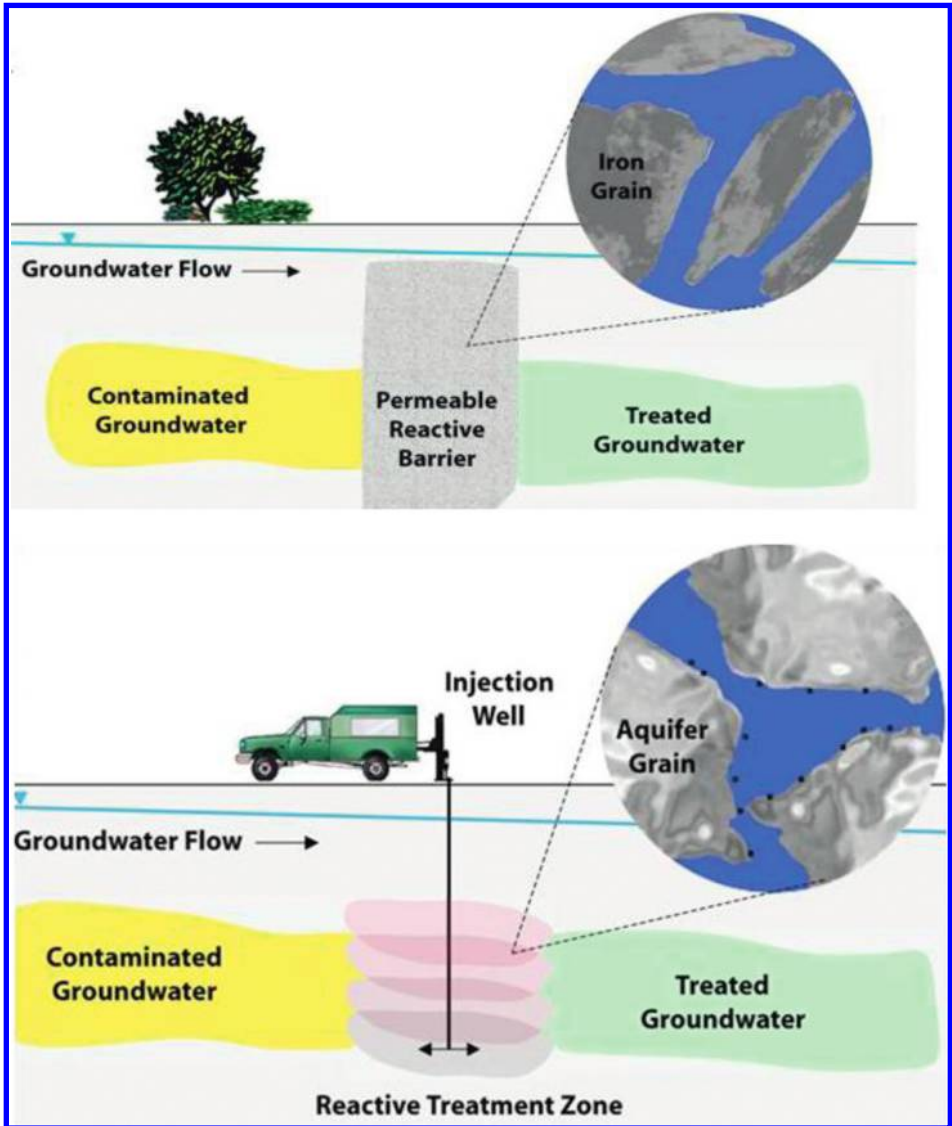 Iron
Grain
Groundwater Flow
Contaminated
Groundwater
Permeable
Reactive
Barrier
Treated
Groundwater
Injection
Well
Aquifer
Grain
Groundwater Flow
Contaminated
Groundwater
Treated
Groundwater
Reactive Treatment Zone